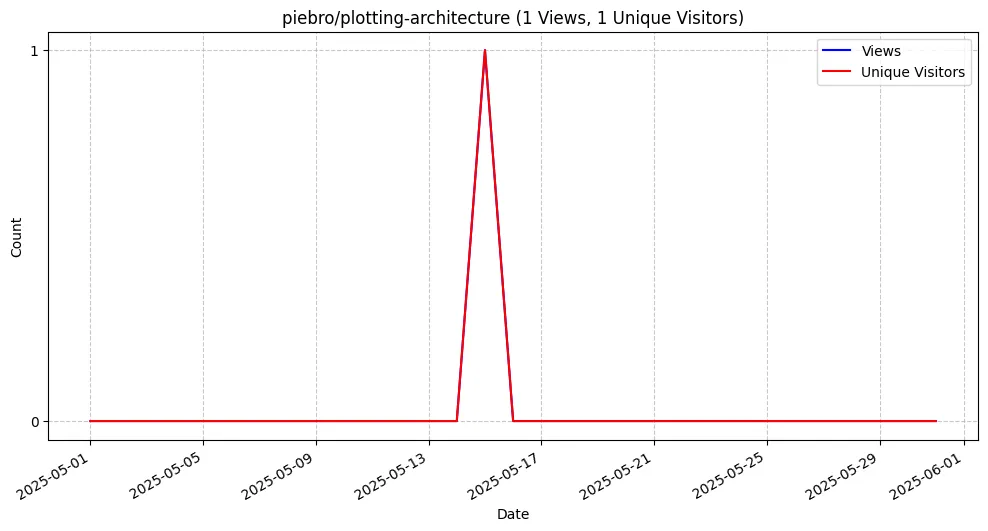 piebro/plotting-architecture (1 Views, 1 Unique Visitors)
Views
Unique Visitors
Count
1
0
2025-05-01
2025-05-05
2025-05-09
2025-05-13
2025-05-17
2025-05-21
2025-05-25
2025-05-29
2025-06-01
Date